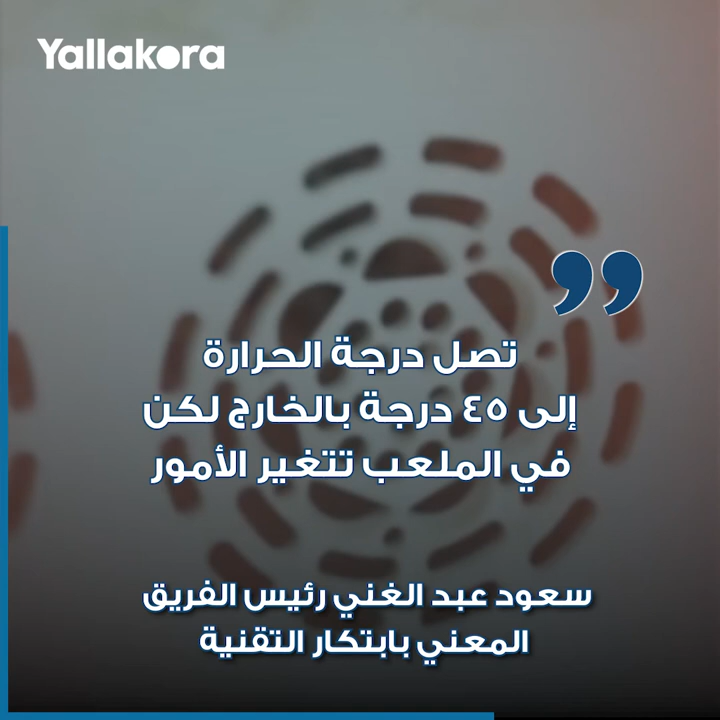 Yallakora
تصل درجة الحرارة
إلى ٤٥ درجة بالخارج لكن
في الملعب تتغير الأمور
سعود عبد الغني رئيس الفريق
المعني بابتكار التقنية